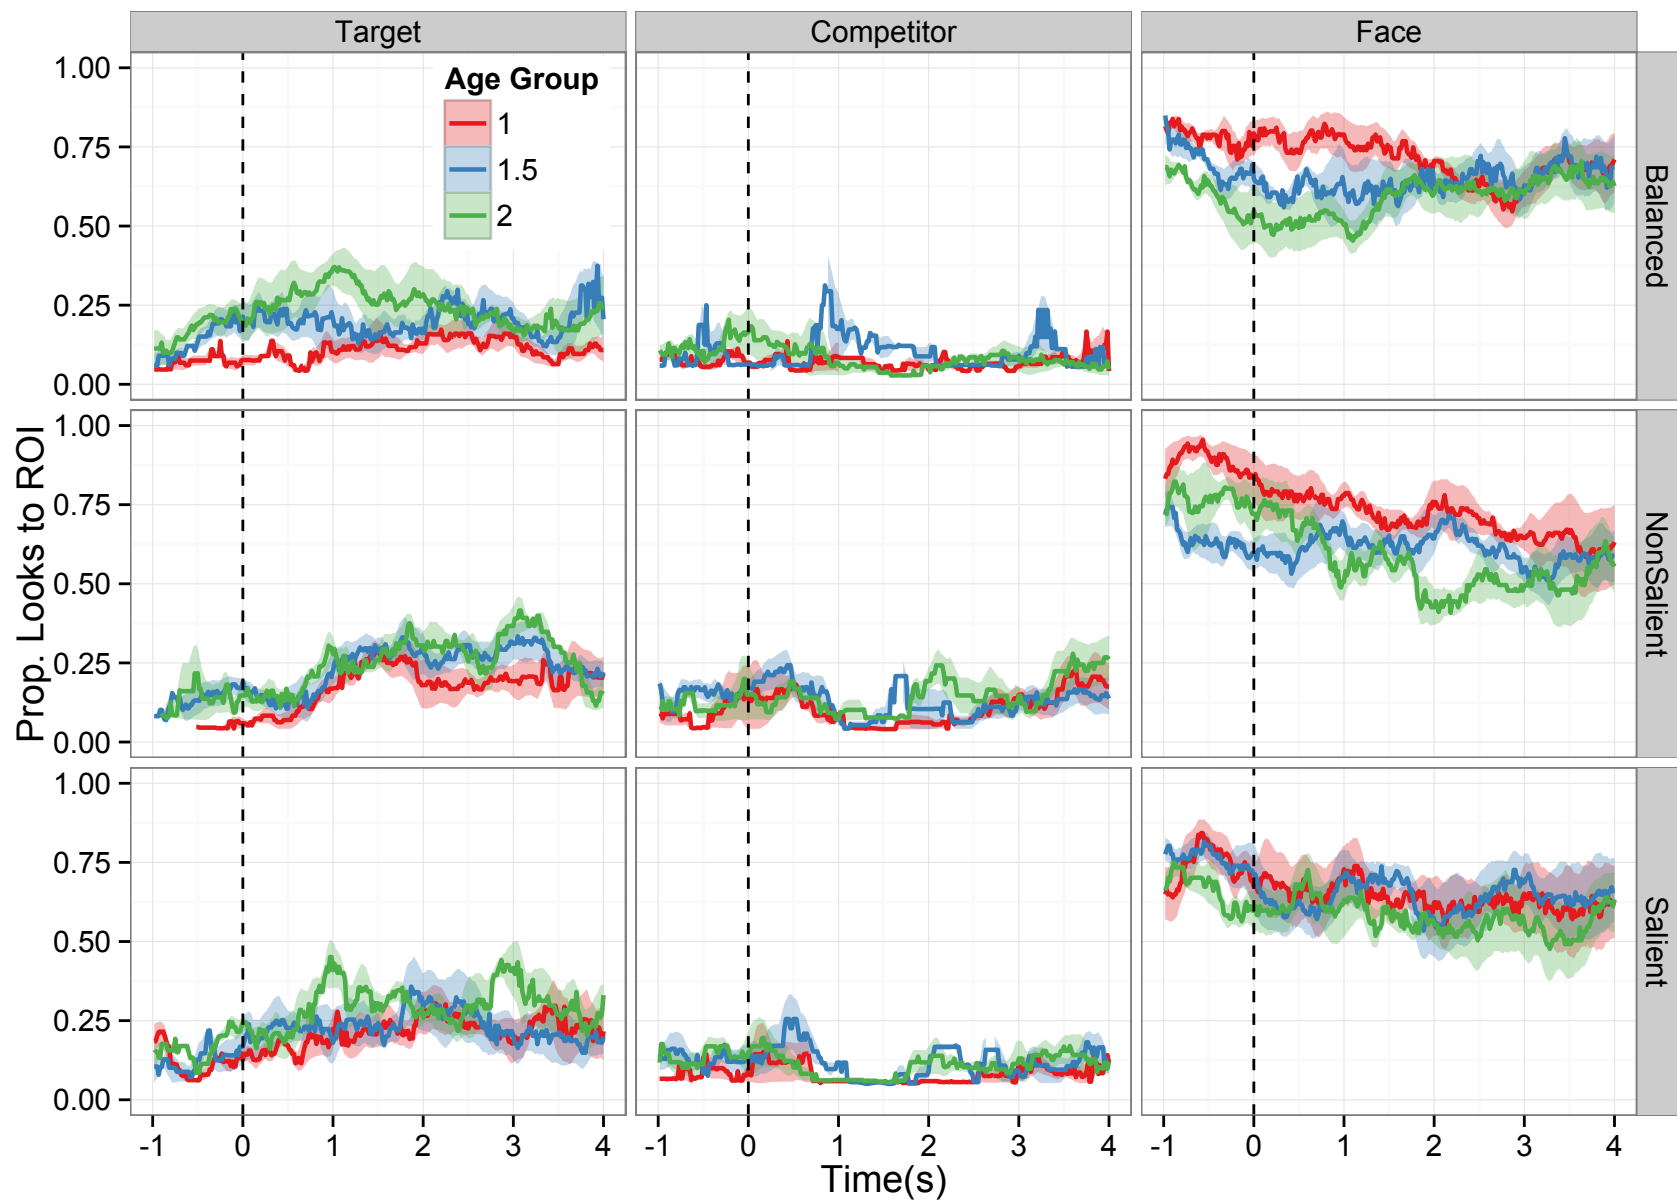 Target Competitor Face
Age Group
1
1.5
2
Prop. Looks to ROI
1.00
0.75
0.50
0.25
0.00
Balanced
1.00
0.75
0.50
0.25
0.00
NonSalient
1.00
0.75
0.50
0.25
0.00
Salient
-1 0 1 2 3 4 -1 0 1 2 3 4 -1 0 1 2 3 4
Time(s)